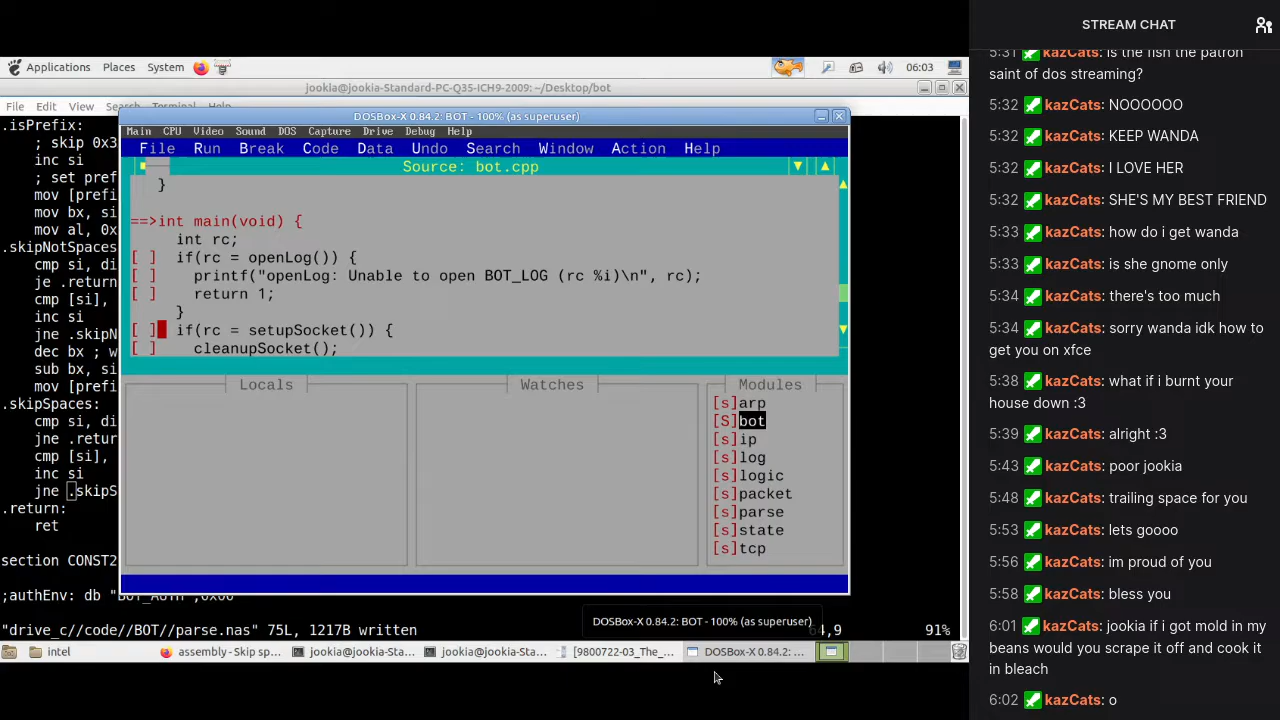 Applications Places System 06:03
jookla@jookia-Standard-PC-Q35-ICH9-2009: ~/Desktop/bot
File Edit View Search Terminal Help
.isPrefix:
; skip 0x3
inc si
; set pref
mov [prefi
mov bx, si
mov al, 0x
.skipNotSpaces:
cmp si, di
je .return
cmp [si],
inc si
jne .skipN
dec bx ; w
sub bx, si
mov [prefi
.skipSpaces:
cmp si, di
jne .retur
cmp [si],
inc si
jne .skipS
.return:
ret
section CONST2
;authEnv: db "BOT_AUTH",0x00
"drive_c//code//BOT//parse.nas" 75L, 1217B written
4,9 91%
DOSBox-X 0.84.2: BOT - 100% (as superuser)
Main CPU Video Sound DOS Capture Drive Debug Help
File Run Break Code Data Undo Search Window Action Help
Source: bot.cpp
}
==>int main(void) {
int rc;
[ ] if(rc = openLog()) {
[ ] printf("openLog: Unable to open BOT_LOG (rc %i)\n", rc);
[ ] return 1;
}
[ ] if(rc = setupSocket()) {
[ ] cleanupSocket();
Locals
Watches
Modules
[s]arp
[S]bot
[s]ip
[s]log
[s]logic
[s]packet
[s]parse
[s]state
[s]tcp
DOSBox-X 0.84.2: BOT - 100% (as superuser)
intel
assembly - Skip sp...
jookia@jookia-Sta...
jookia@jookia-Sta...
[9800722-03_The_...
DOSBox-X 0.84.2: ...
STREAM CHAT
5:31 kazCats: is the fish the patron
saint of dos streaming?
5:32 kazCats: NOOOOOO
5:32 kazCats: KEEP WANDA
5:32 kazCats: I LOVE HER
5:32 kazCats: SHE'S MY BEST FRIEND
5:33 kazCats: how do i get wanda
5:33 kazCats: is she gnome only
5:34 kazCats: there's too much
5:34 kazCats: sorry wanda idk how to
get you on xfce
5:38 kazCats: what if i burnt your
house down :3
5:39 kazCats: alright :3
5:43 kazCats: poor jookia
5:48 kazCats: trailing space for you
5:53 kazCats: lets goooo
5:56 kazCats: im proud of you
5:58 kazCats: bless you
6:01 kazCats: jookia if i got mold in my
beans would you scrape it off and cook it
in bleach
6:02 kazCats: o